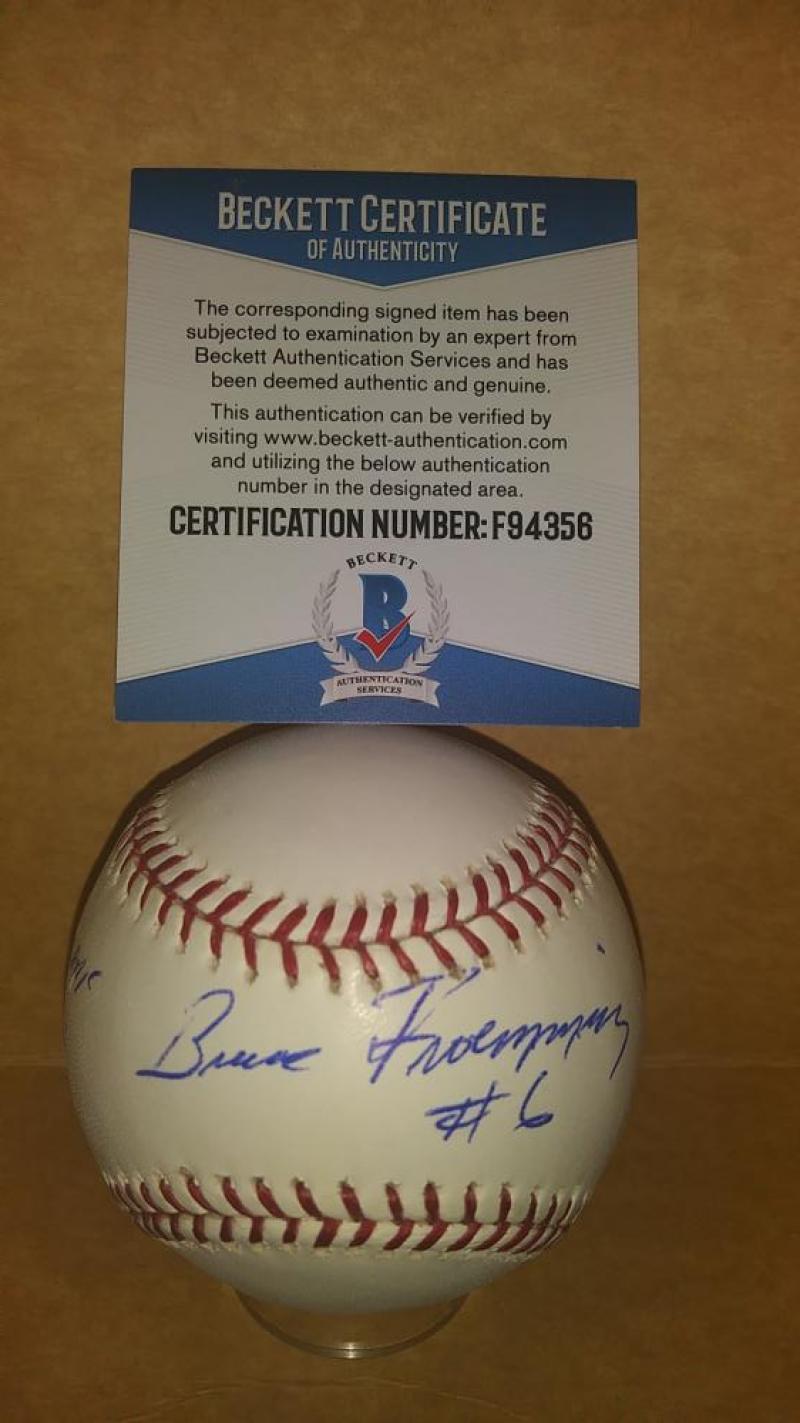 BECKETT CERTIFICATE
OF AUTHENTICITY
The corresponding signed item has been
subjected to examination by an expert from
Beckett Authentication Services and has
been deemed authentic and genuine.
This authentication can be verified by
visiting www.beckett-authentication.com
and utilizing the below authentication
number in the designated area.
CERTIFICATION NUMBER: F94356
BECKETT
B
AUTHENTICATION
SERVICES
Bruce Froemming
#6